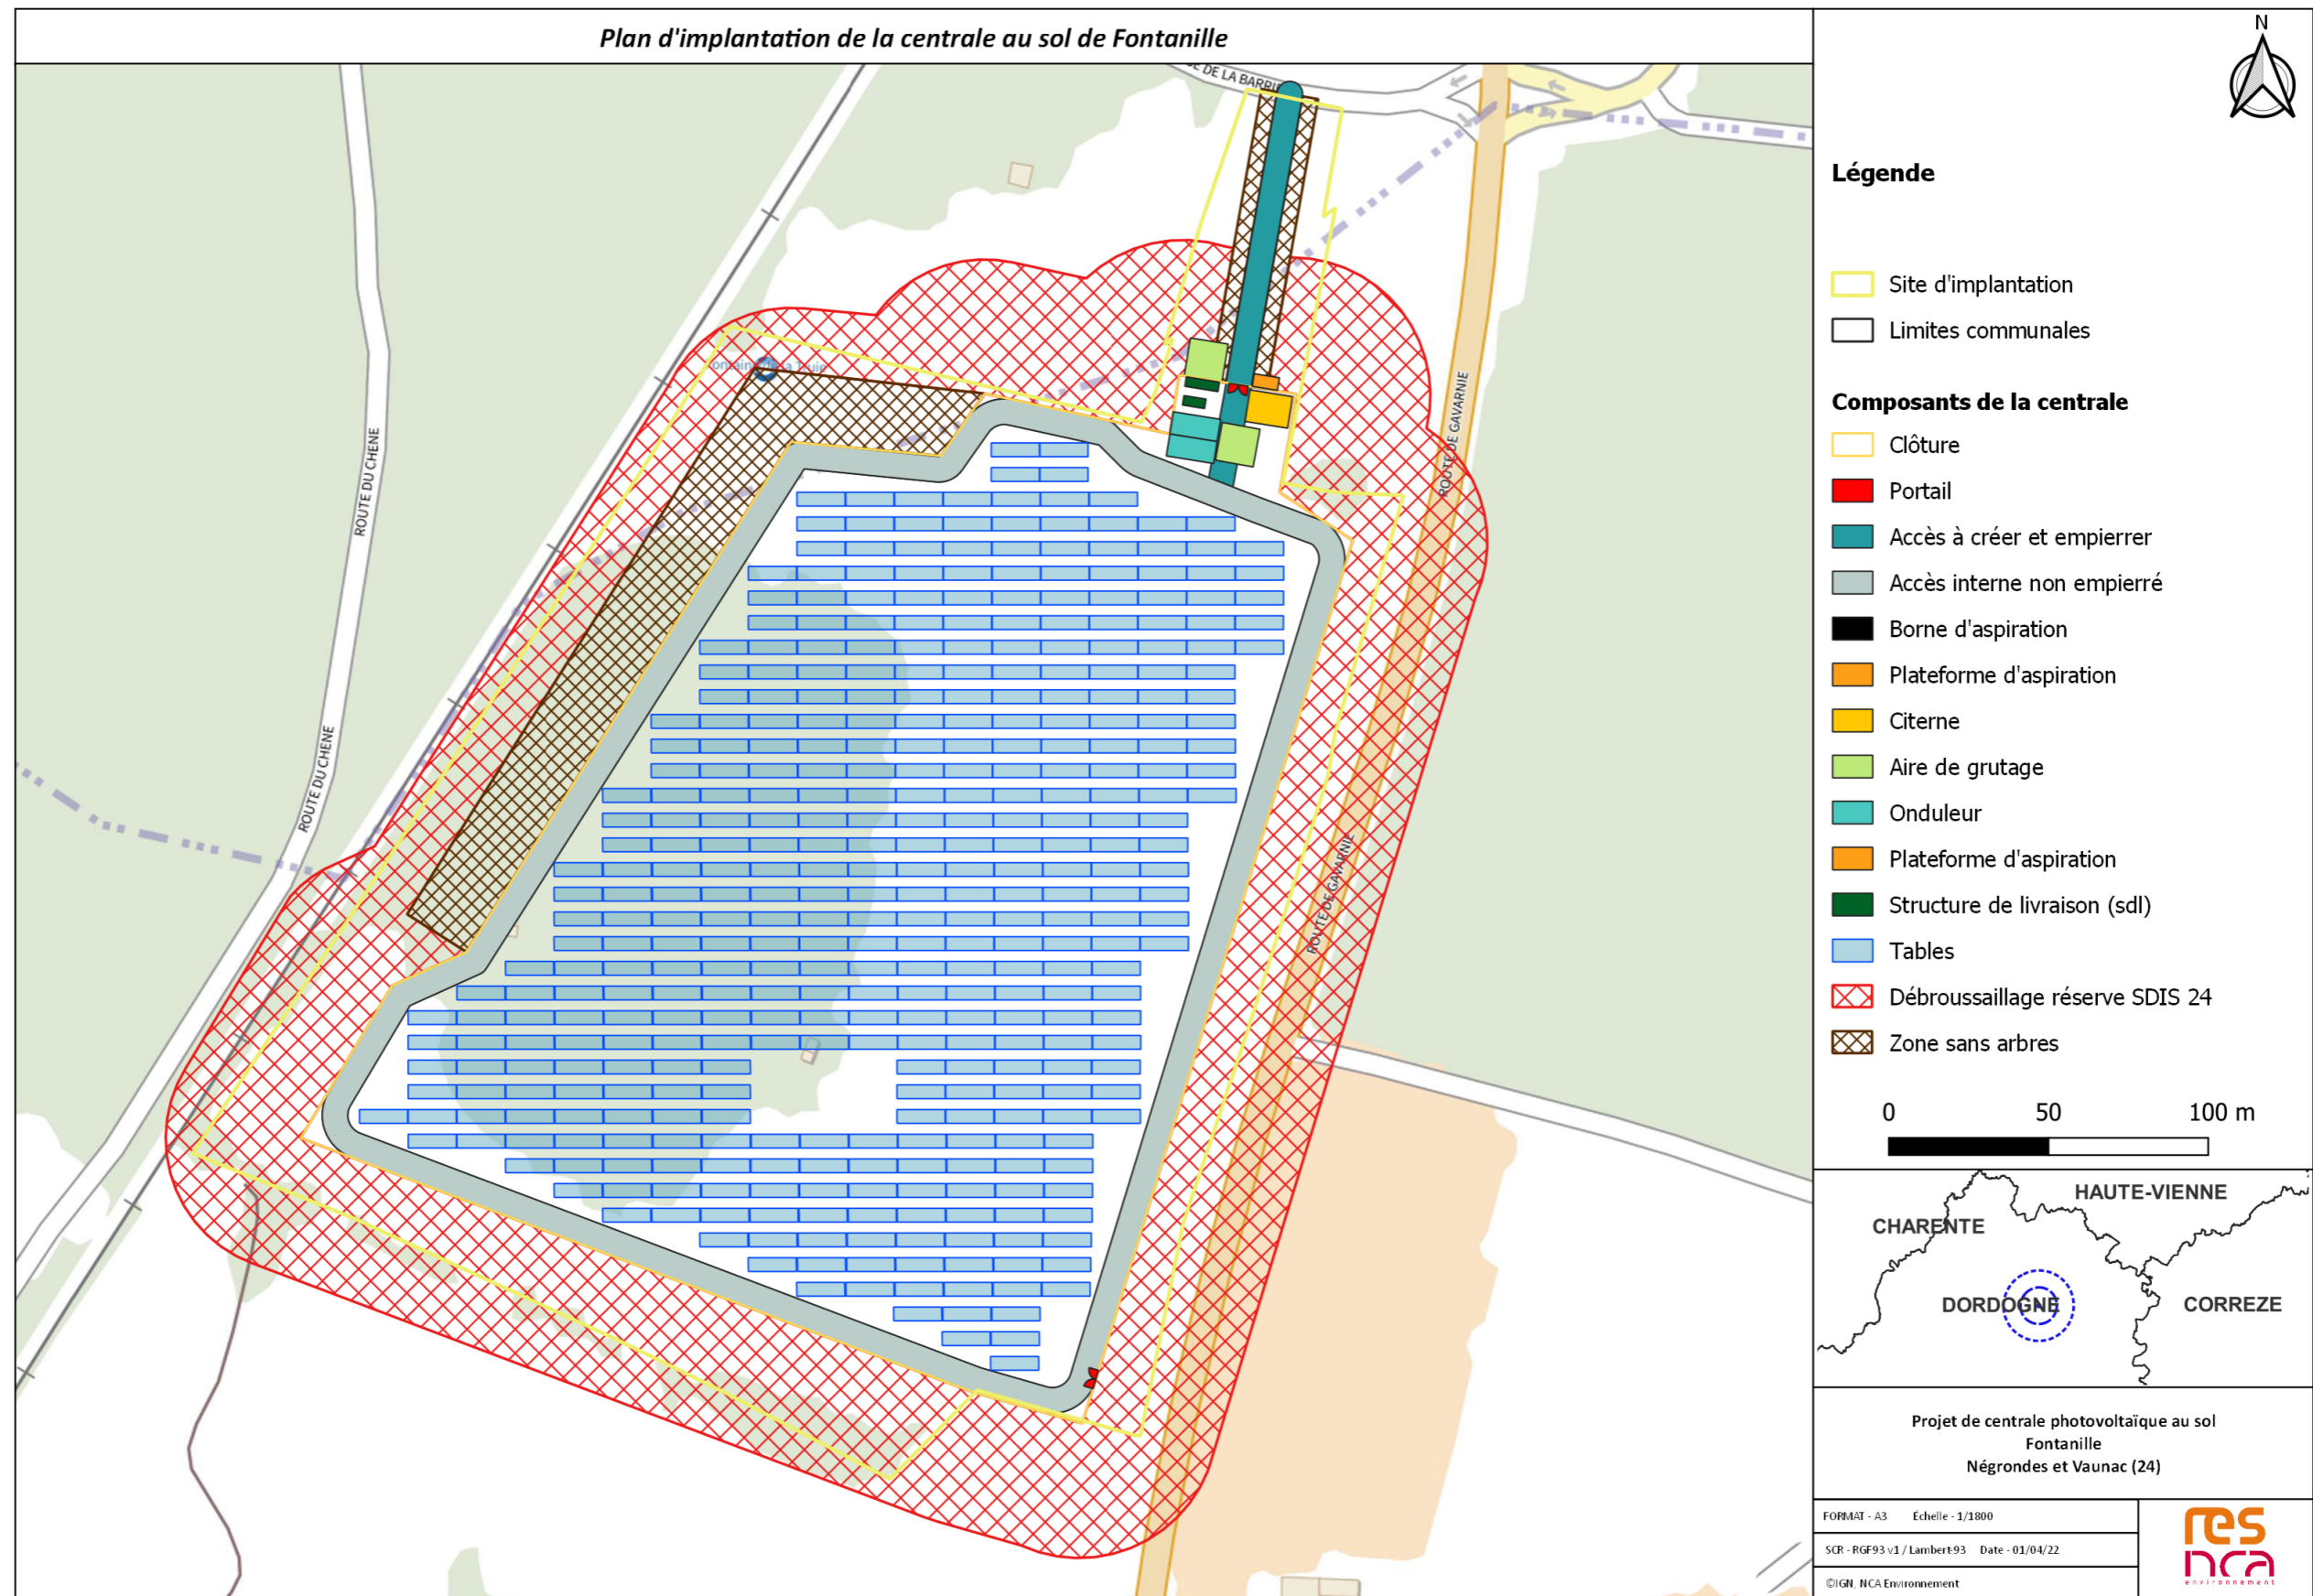 Plan d'implantation de la centrale au sol de Fontanille
DE LA BARRI
ROUTE DE GAVARNIE
ROUTE DU CHENE
ROUTE DU CHENE
ROUTE DE GAVARNIE
N
Légende
Site d'implantation
Limites communales
Composants de la centrale
Clôture
Portail
Accès à créer et empierrer
Accès interne non empierré
Borne d'aspiration
Plateforme d'aspiration
Citerne
Aire de grutage
Onduleur
Plateforme d'aspiration
Structure de livraison (sdl)
Tables
Débroussaillage réserve SDIS 24
Zone sans arbres
0 50 100 m
HAUTE-VIENNE
CHARENTE
DORDOGNE
CORREZE
Projet de centrale photovoltaïque au sol
Fontanille
Négrondes et Vaunac (24)
FORMAT - A3 Échelle - 1/1800
SCR - RGF93 v1 / Lambert-93 Date - 01/04/22
©IGN, NCA Environnement
res
nca
environnement